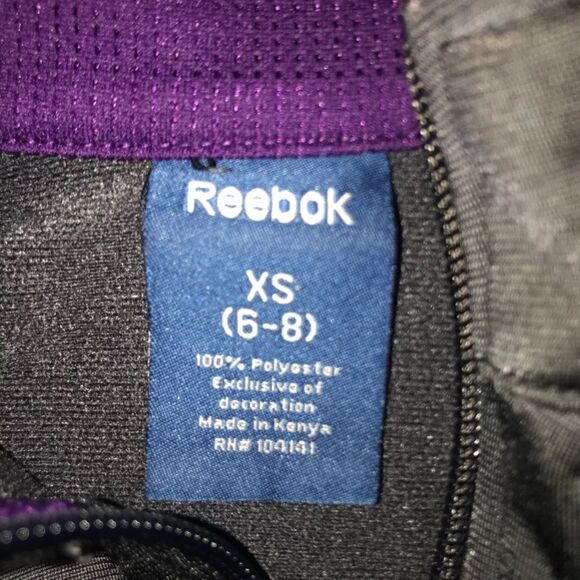 Reebok
XS
(6-8)
100% Polyester
Exclusive of
decoration
Made in Kenya
RN# 104141